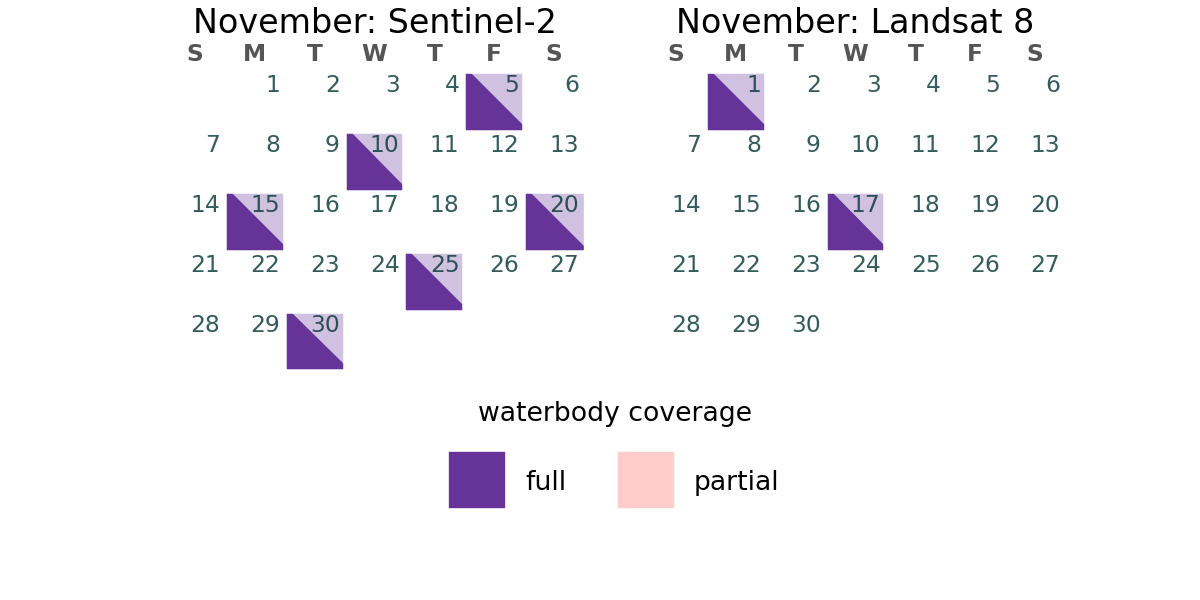 November: Sentinel-2
S M T W T F S
1 2 3 4 5 6
7 8 9 10 11 12 13
14 15 16 17 18 19 20
21 22 23 24 25 26 27
28 29 30
November: Landsat 8
S M T W T F S
1 2 3 4 5 6
7 8 9 10 11 12 13
14 15 16 17 18 19 20
21 22 23 24 25 26 27
28 29 30
waterbody coverage
full partial